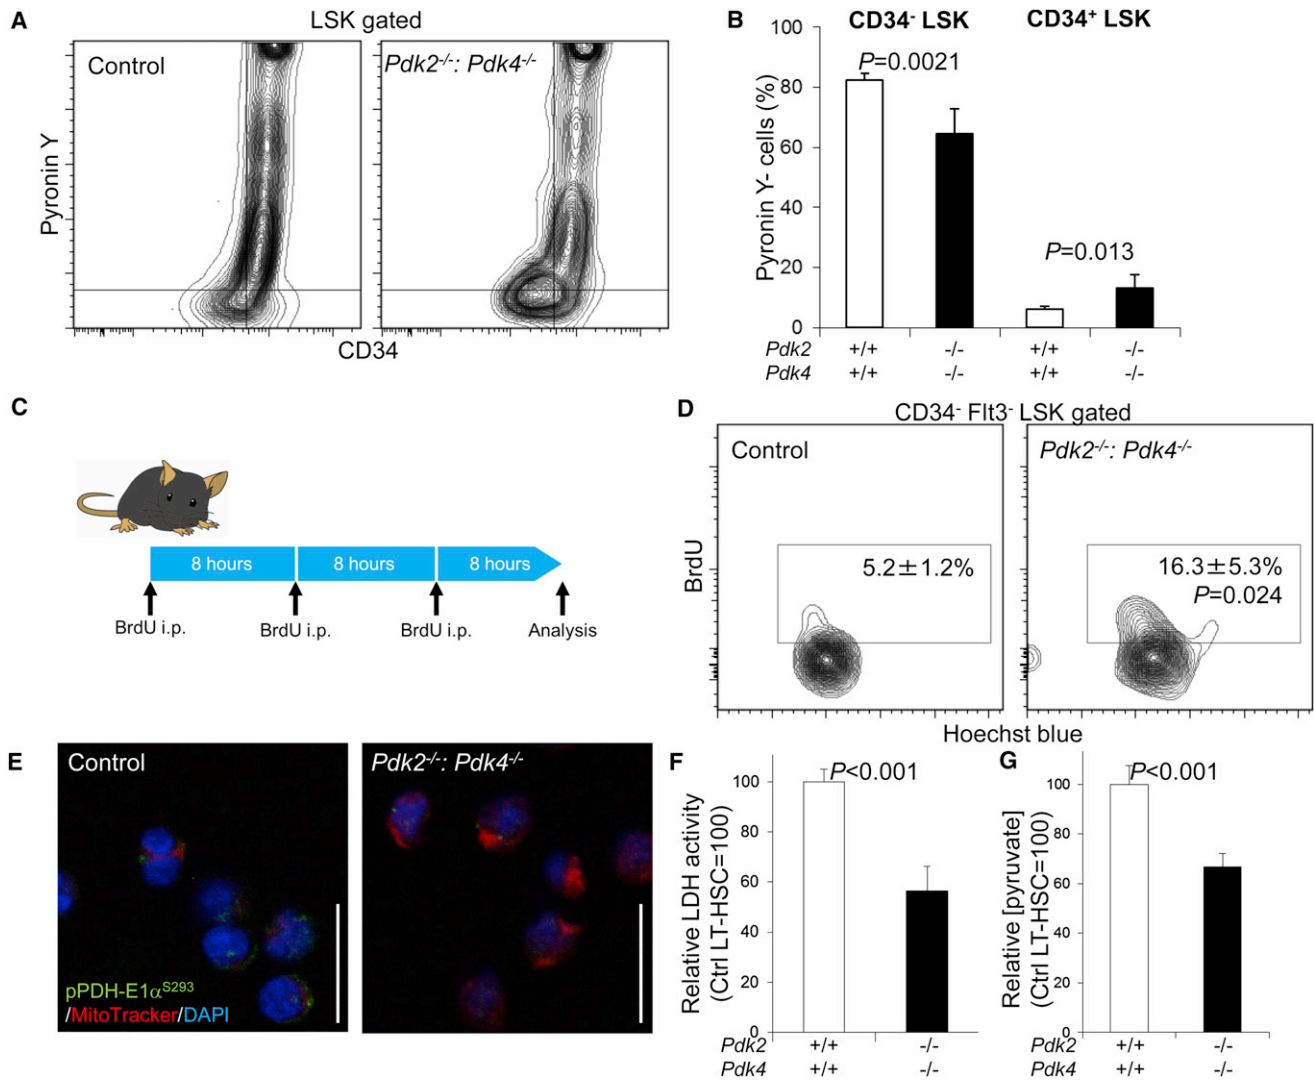 A
LSK gated
Control
Pdk2-/-: Pdk4-/-
Pyronin Y
CD34
B
CD34- LSK
CD34+ LSK
P=0.0021
P=0.013
Pyronin Y- cells (%)
100
80
60
40
20
0
Pdk2 +/+ -/- +/+ -/-
Pdk4 +/+ -/- +/+ -/-
C
8 hours 8 hours 8 hours
BrdU i.p. BrdU i.p. BrdU i.p. Analysis
D
CD34- Flt3- LSK gated
Control
Pdk2-/-: Pdk4-/-
5.2±1.2%
16.3±5.3%
P=0.024
BrdU
Hoechst blue
E
Control
Pdk2-/-: Pdk4-/-
pPDH-E1αS293
/MitoTracker/DAPI
F
P<0.001
Relative LDH activity
(Ctrl LT-HSC=100)
100
80
60
40
20
0
Pdk2 +/+ -/-
Pdk4 +/+ -/-
G
P<0.001
Relative [pyruvate]
(Ctrl LT-HSC=100)
100
80
60
40
20
0
Pdk2 +/+ -/-
Pdk4 +/+ -/-